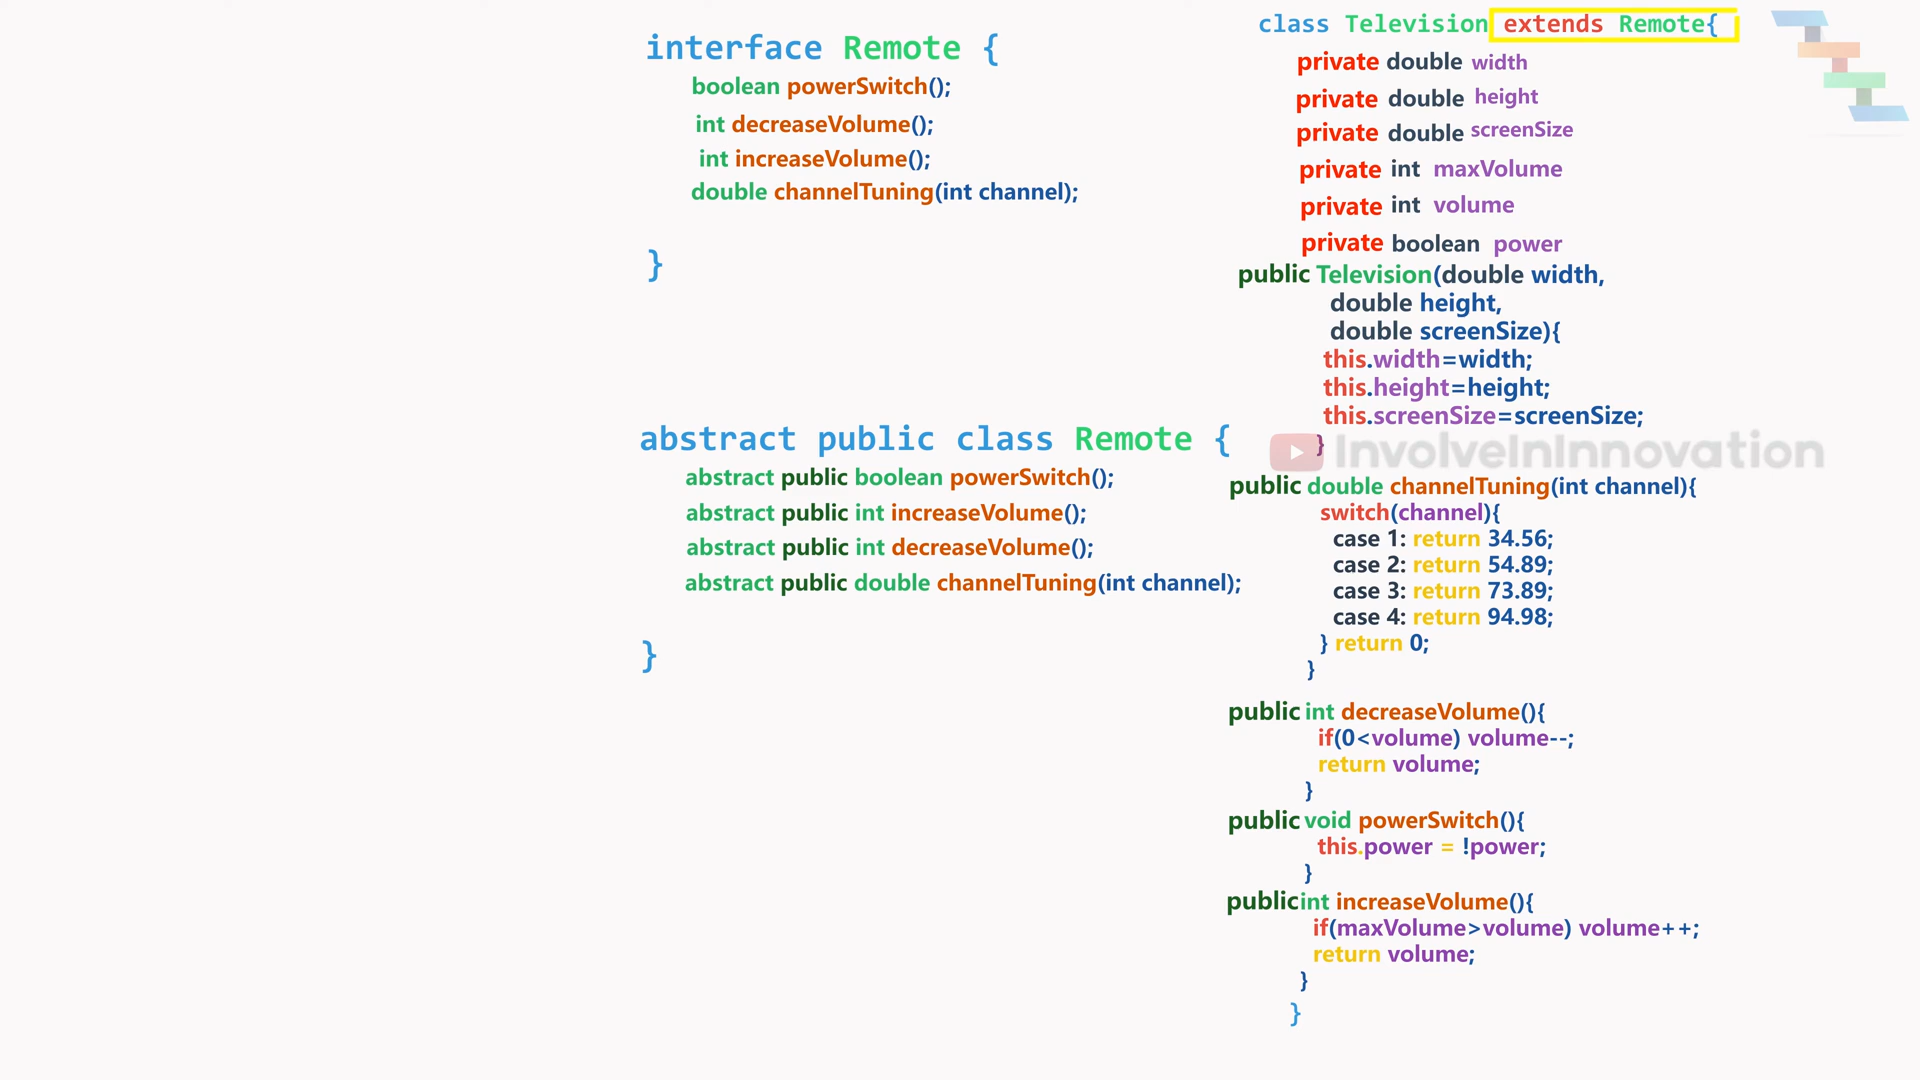 interface Remote {
boolean powerSwitch();
int decreaseVolume();
int increaseVolume();
double channelTuning(int channel);
}
abstract public class Remote {
abstract public boolean powerSwitch();
abstract public int increaseVolume();
abstract public int decreaseVolume();
abstract public double channelTuning(int channel);
}
class Television extends Remote{
private double width
private double height
private double screenSize
private int maxVolume
private int volume
private boolean power
public Television(double width,
double height,
double screenSize){
this.width=width;
this.height=height;
this.screenSize=screenSize;
}
InvolveInInnovation
public double channelTuning(int channel){
switch(channel){
case 1: return 34.56;
case 2: return 54.89;
case 3: return 73.89;
case 4: return 94.98;
} return 0;
}
public int decreaseVolume(){
if(0<volume) volume--;
return volume;
}
public void powerSwitch(){
this.power = !power;
}
public int increaseVolume(){
if(maxVolume>volume) volume++;
return volume;
}
}